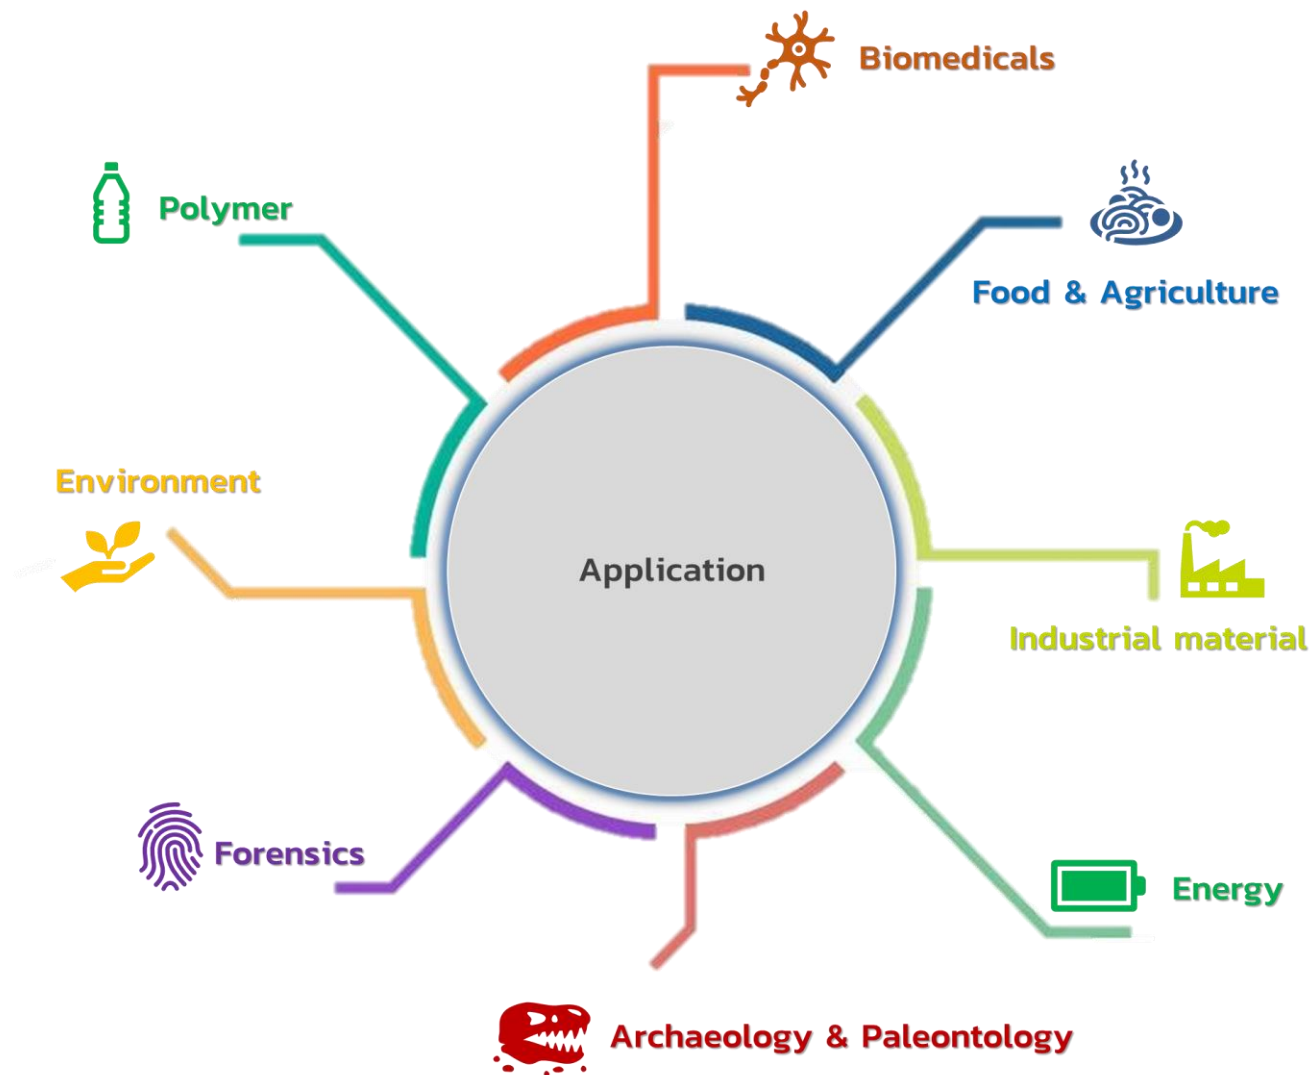 Biomedicals
Polymer
Food & Agriculture
Environment
Application
Industrial material
Forensics
Energy
Archaeology & Paleontology